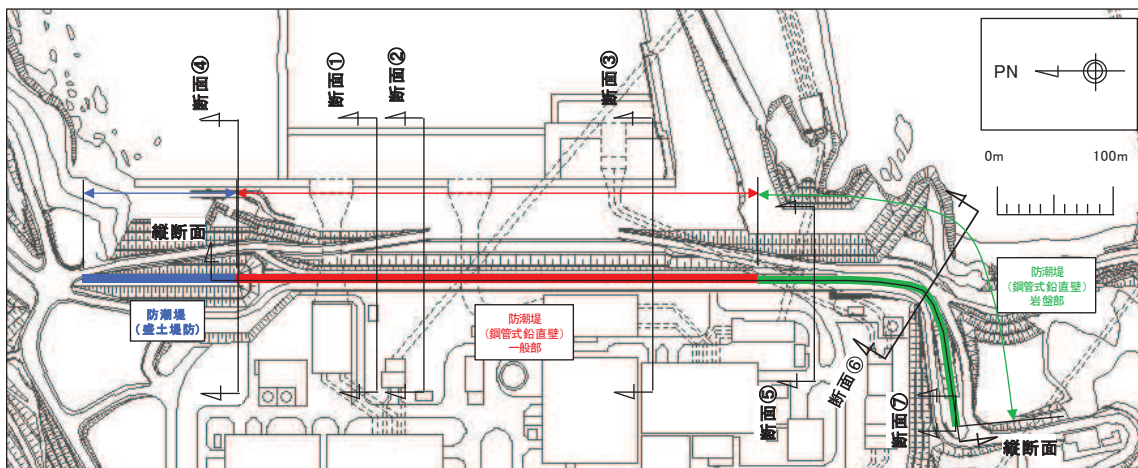 断面④
断面①
断面②
断面③
PN
0m
100m
縦断面
防潮堤
（盛土堤防）
防潮堤
（鋼管式鉛直壁）
一般部
防潮堤
（鋼管式鉛直壁）
岩盤部
断面⑤
断面⑥
断面⑦
縦断面